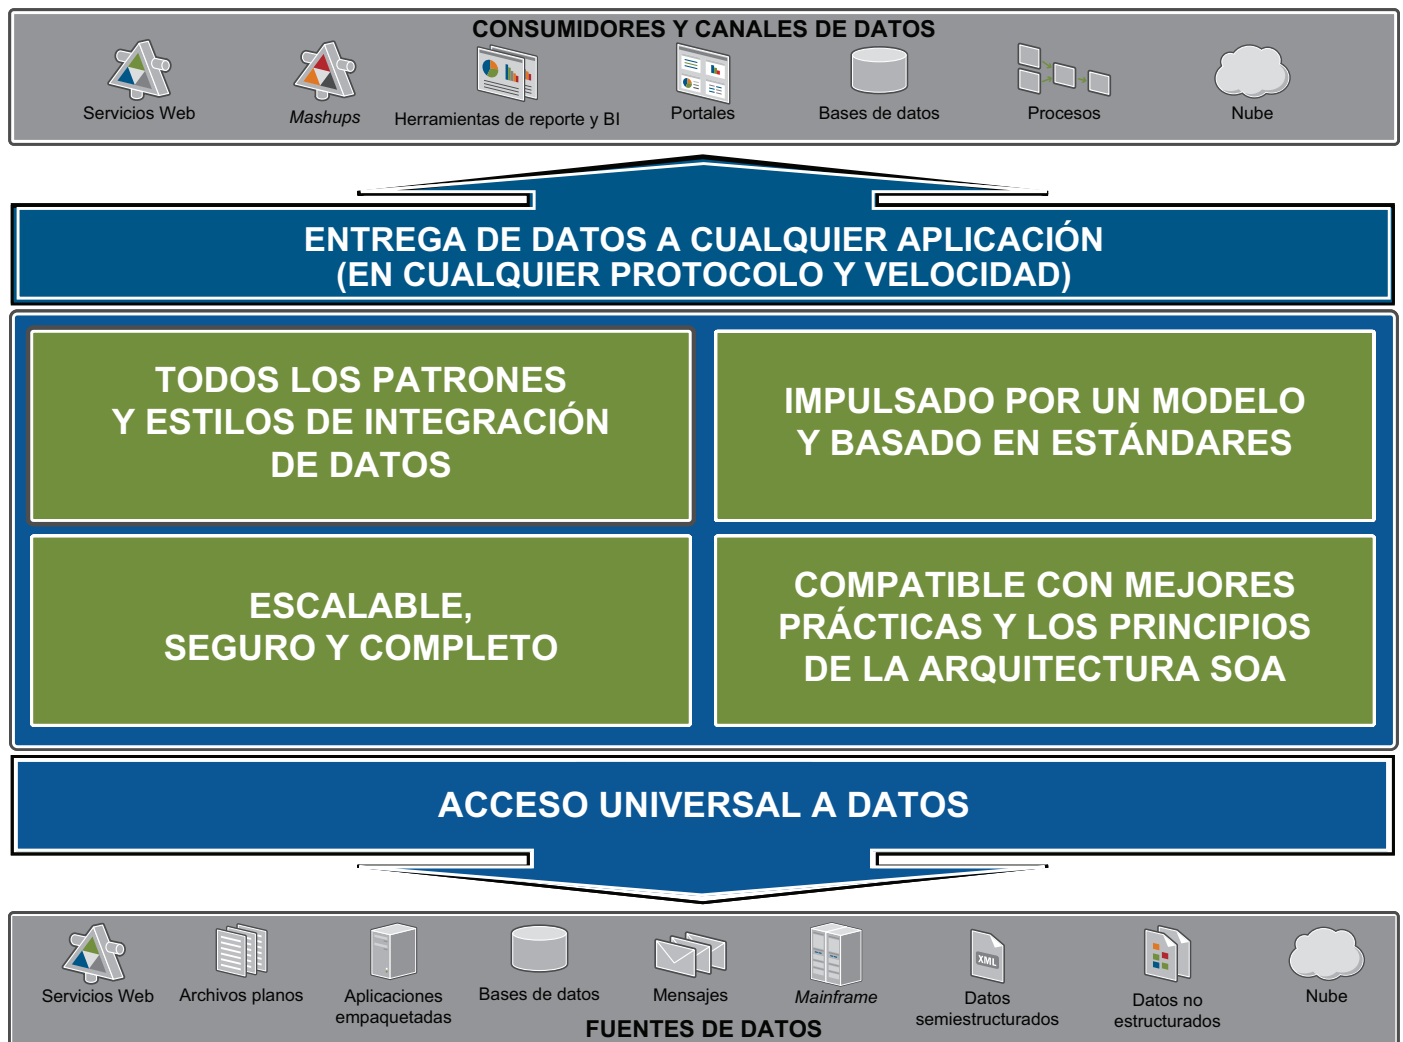 CONSUMIDORES Y CANALES DE DATOS
Servicios Web
Mashups
Herramientas de reporte y BI
Portales
Bases de datos
Procesos
Nube
ENTREGA DE DATOS A CUALQUIER APLICACIÓN
(EN CUALQUIER PROTOCOLO Y VELOCIDAD)
TODOS LOS PATRONES
Y ESTILOS DE INTEGRACIÓN
DE DATOS
IMPULSADO POR UN MODELO
Y BASADO EN ESTÁNDARES
ESCALABLE,
SEGURO Y COMPLETO
COMPATIBLE CON MEJORES
PRÁCTICAS Y LOS PRINCIPIOS
DE LA ARQUITECTURA SOA
ACCESO UNIVERSAL A DATOS
Servicios Web
Archivos planos
Aplicaciones
empaquetadas
Bases de datos
Mensajes
Mainframe
XML
Datos
semiestructurados
Datos no
estructurados
Nube
FUENTES DE DATOS